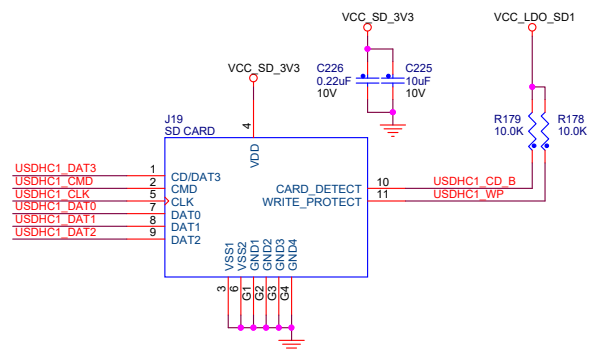 VCC_SD_3V3
VCC_LDO_SD1
VCC_SD_3V3
C226
0.22uF
10V
C225
10uF
10V
R179
10.0K
R178
10.0K
J19
SD CARD
4
VDD
USDHC1_DAT3
1
CD/DAT3
USDHC1_CMD
2
CMD
USDHC1_CLK
5
CLK
USDHC1_DAT0
7
DAT0
USDHC1_DAT1
8
DAT1
USDHC1_DAT2
9
DAT2
CARD_DETECT
10
USDHC1_CD_B
WRITE_PROTECT
11
USDHC1_WP
VSS1
VSS2
GND1
GND2
GND3
GND4
3
6
G1
G2
G3
G4